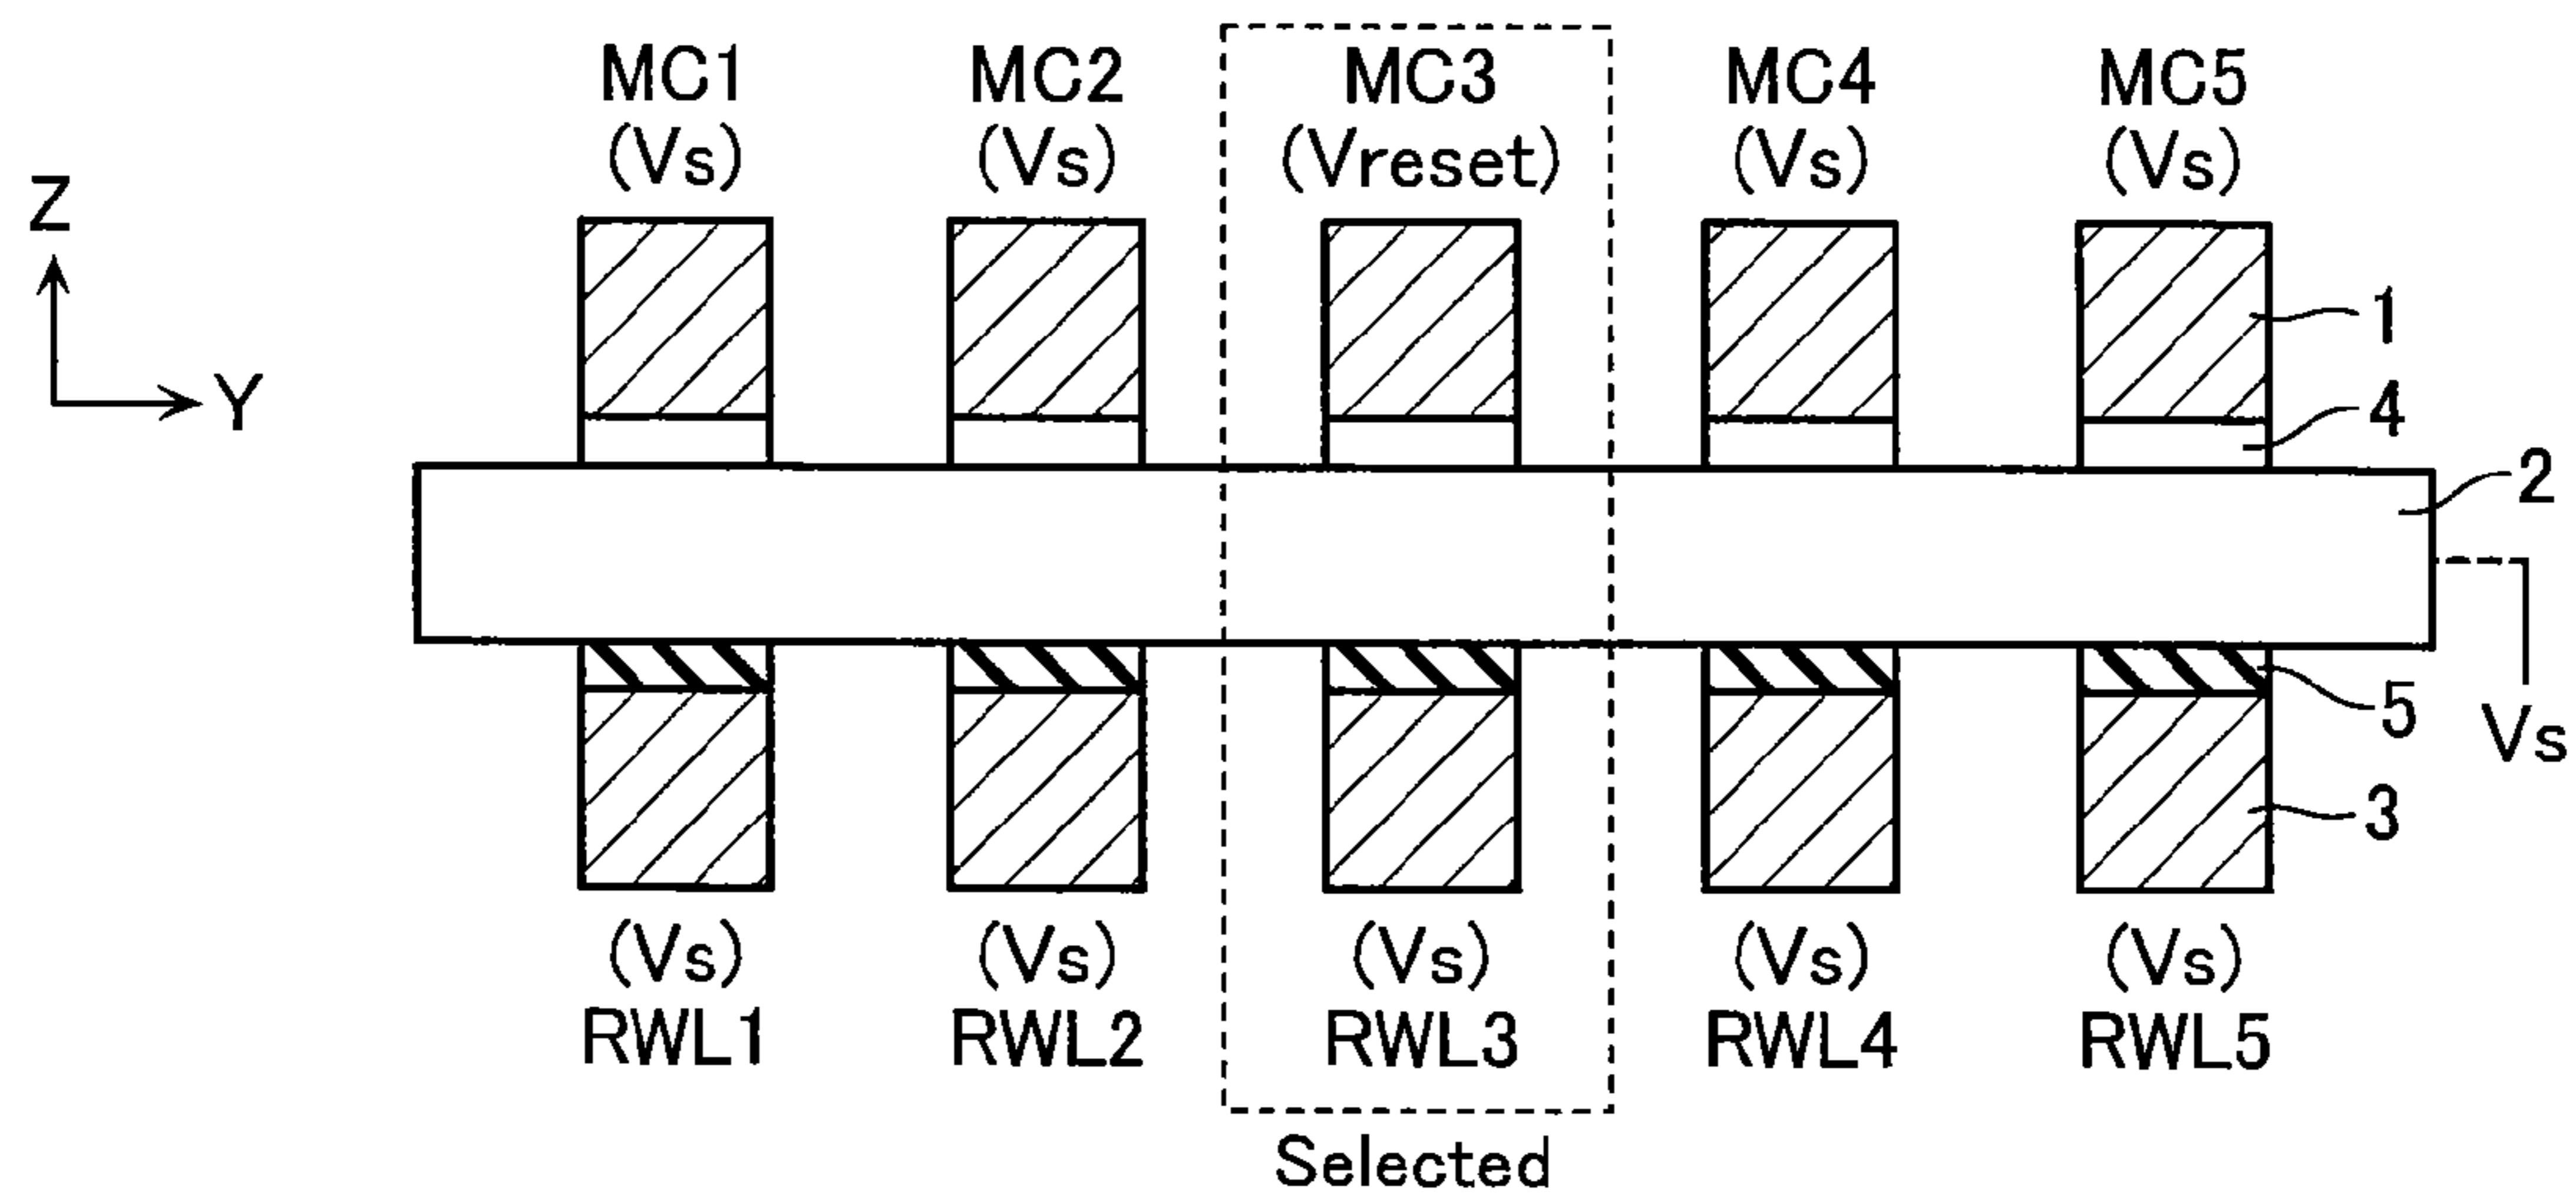 MC1 MC2 MC3 MC4 MC5
(Vs) (Vs) (Vreset) (Vs) (Vs)
Z
1
Y
4
2
5
Vs
3
(Vs) (Vs) (Vs) (Vs) (Vs)
RWL1 RWL2 RWL3 RWL4 RWL5
Selected